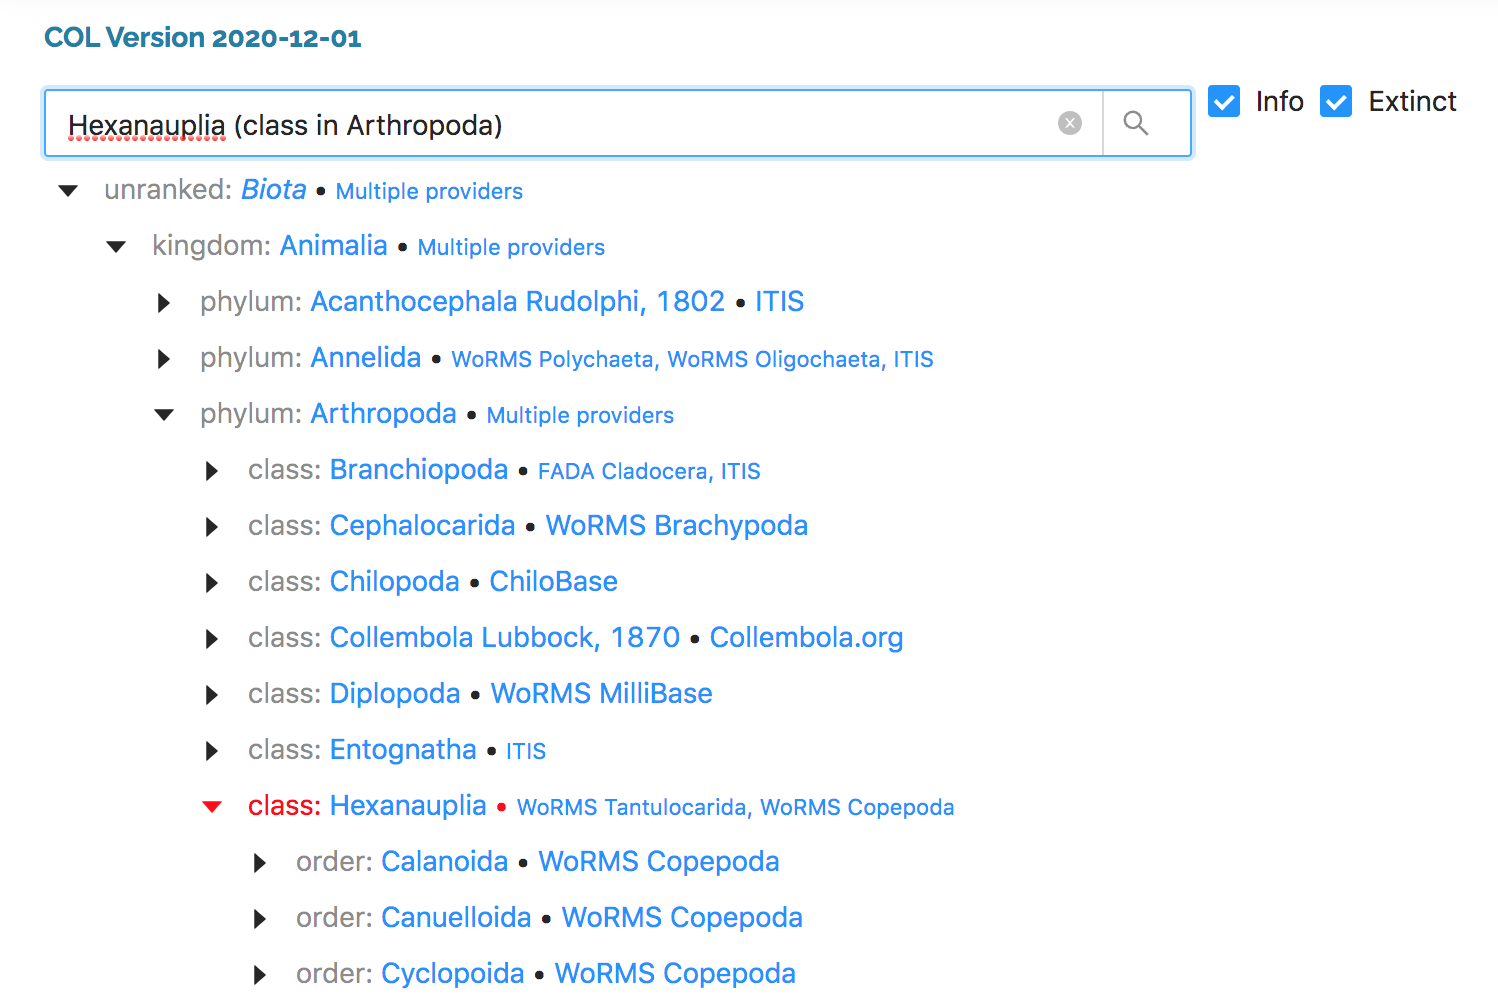 COL Version 2020-12-01
Hexanauplia (class in Arthropoda)
Info
Extinct
unranked: Biota • Multiple providers
kingdom: Animalia • Multiple providers
phylum: Acanthocephala Rudolphi, 1802 • ITIS
phylum: Annelida • WoRMS Polychaeta, WoRMS Oligochaeta, ITIS
phylum: Arthropoda • Multiple providers
class: Branchiopoda • FADA Cladocera, ITIS
class: Cephalocarida • WoRMS Brachypoda
class: Chilopoda • ChiloBase
class: Collembola Lubbock, 1870 • Collembola.org
class: Diplopoda • WoRMS MilliBase
class: Entognatha • ITIS
class: Hexanauplia • WoRMS Tantulocarida, WoRMS Copepoda
order: Calanoida • WoRMS Copepoda
order: Canuelloida • WoRMS Copepoda
order: Cyclopoida • WoRMS Copepoda